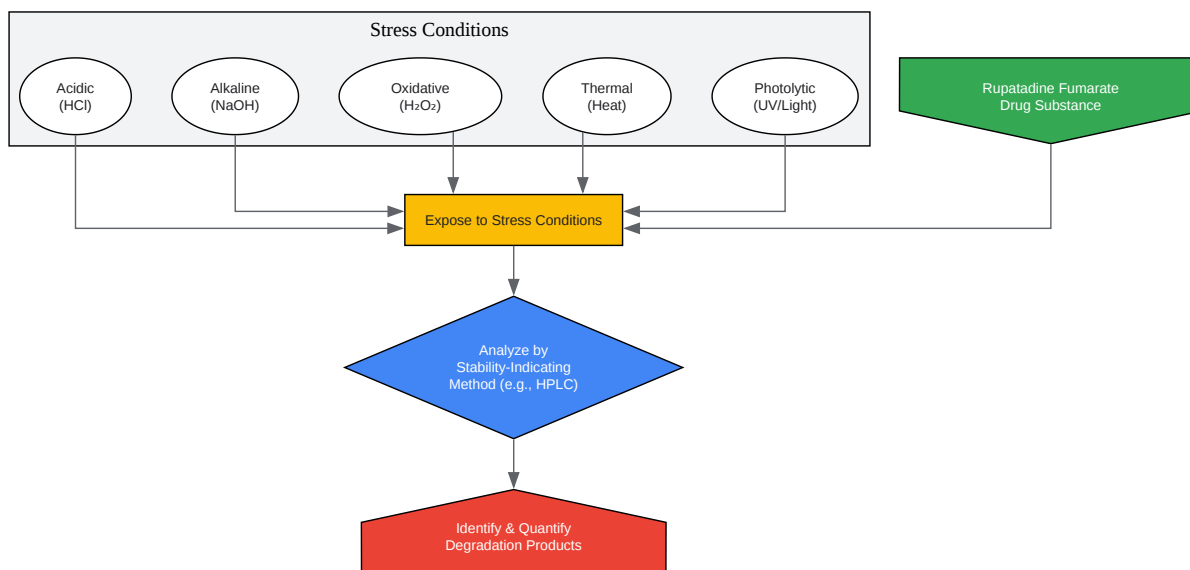 Stress Conditions
Acidic
(HCl)
Alkaline
(NaOH)
Oxidative
(H₂O₂)
Thermal
(Heat)
Photolytic
(UV/Light)
Rupatadine Fumarate
Drug Substance
Expose to Stress Conditions
Analyze by
Stability-Indicating
Method (e.g., HPLC)
Identify & Quantify
Degradation Products